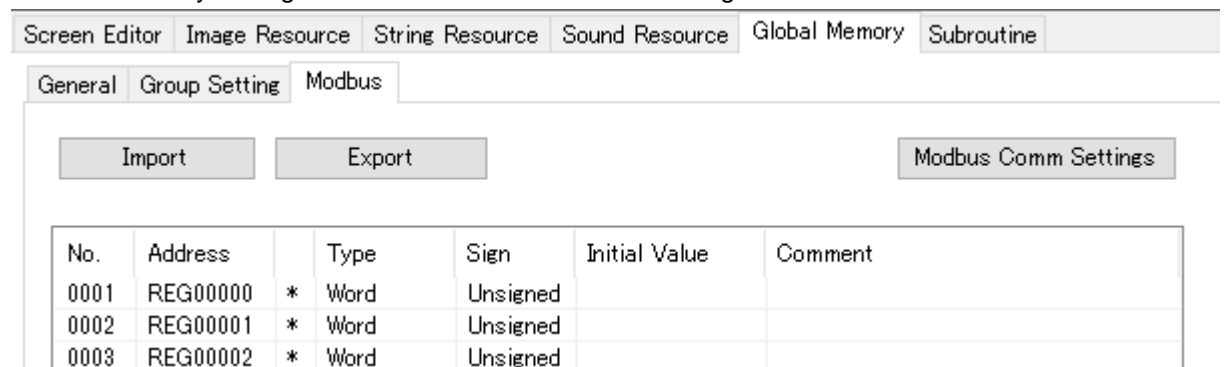 Screen Editor Image Resource String Resource Sound Resource Global Memory Subroutine
General Group Setting Modbus
Import Export Modbus Comm Settings
No. Address Type Sign Initial Value Comment
0001 REG00000 * Word Unsigned
0002 REG00001 * Word Unsigned
0003 REG00002 * Word Unsigned